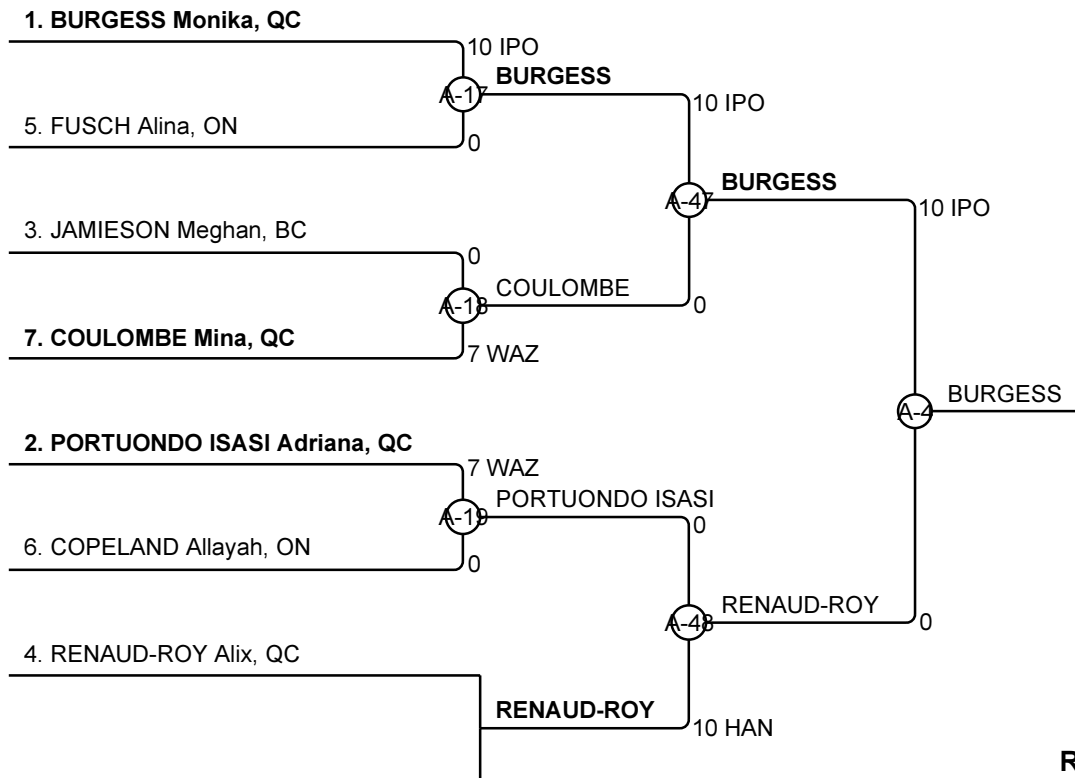 1. BURGESS Monika, QC
10 IPO
A-17
BURGESS
5. FUSCH Alina, ON
0
10 IPO
A-47
BURGESS
3. JAMIESON Meghan, BC
0
A-18
COULOMBE
0
7. COULOMBE Mina, QC
7 WAZ
10 IPO
A-4
BURGESS
2. PORTUONDO ISASI Adriana, QC
7 WAZ
A-19
PORTUONDO ISASI
6. COPELAND Allayah, ON
0
0
A-48
RENAUD-ROY
0
4. RENAUD-ROY Alix, QC
RENAUD-ROY
10 HAN
R